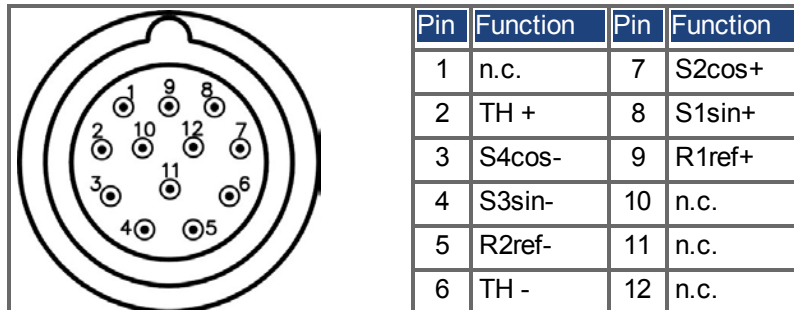 1 9 8
2 10 12 7
11
3 6
4 5
Pin Function Pin Function
1 n.c. 7 S2cos+
2 TH + 8 S1sin+
3 S4cos- 9 R1ref+
4 S3sin- 10 n.c.
5 R2ref- 11 n.c.
6 TH - 12 n.c.